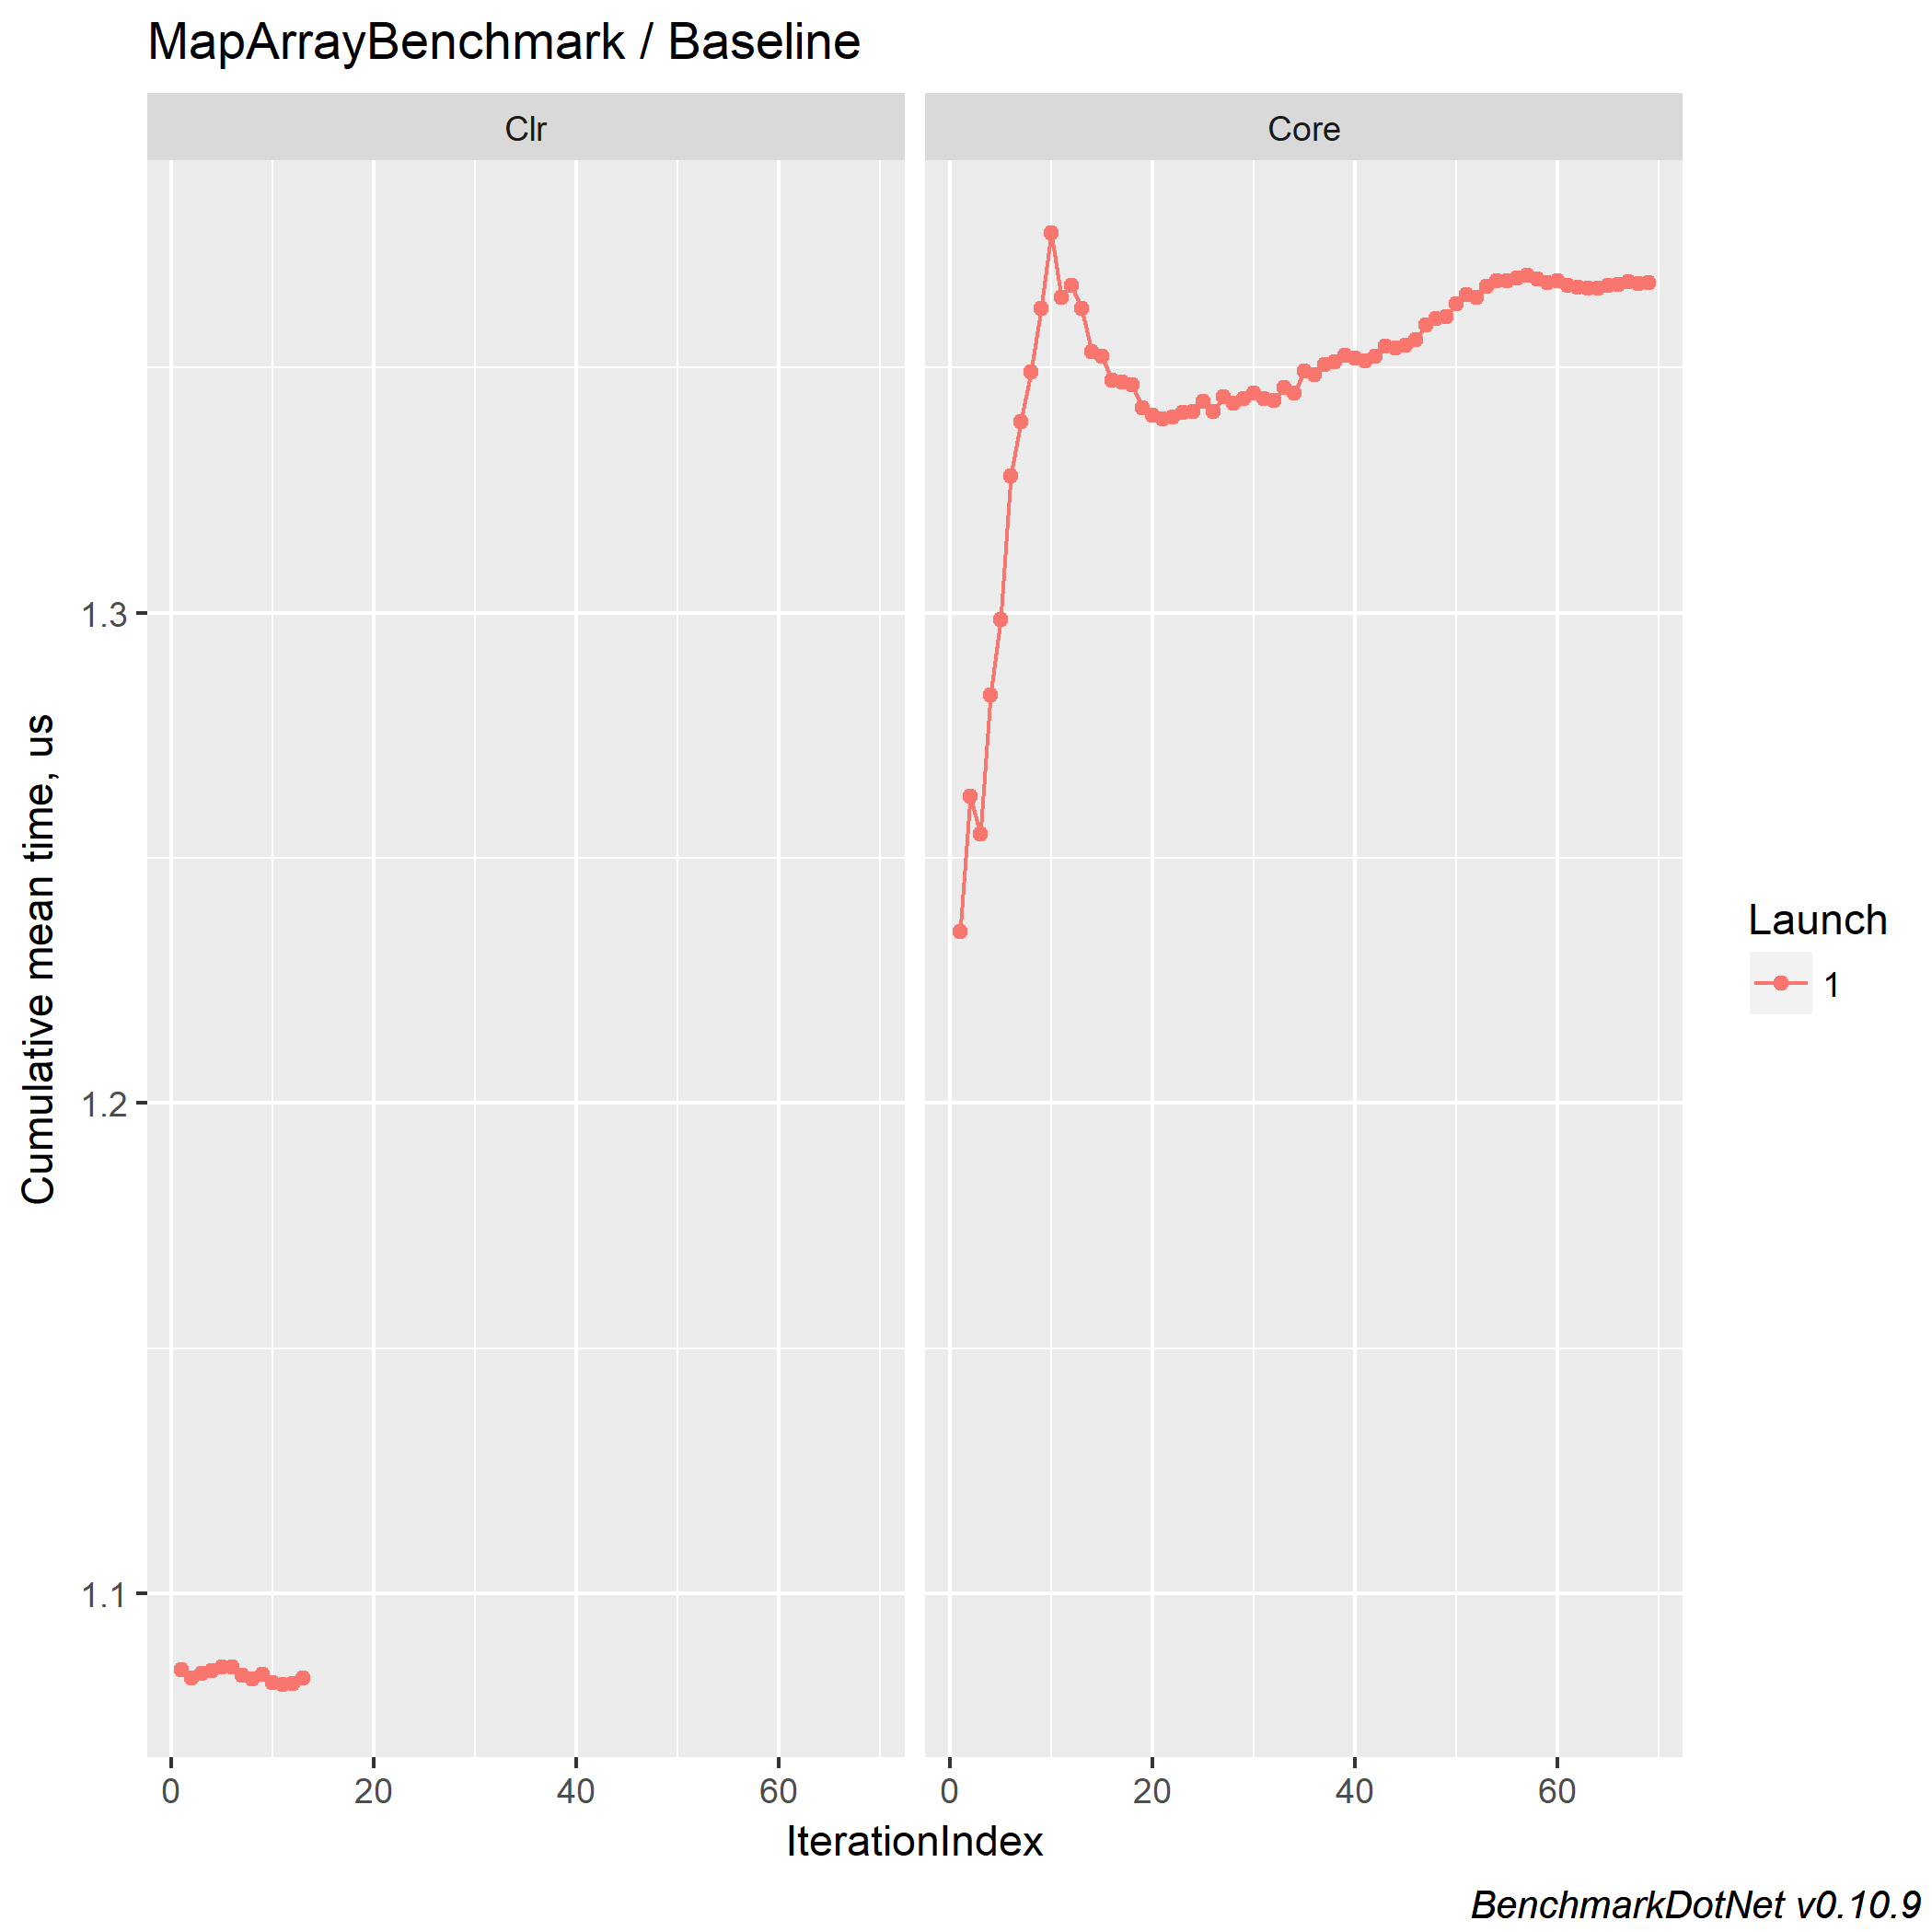 MapArrayBenchmark / Baseline
Clr
Core
Cumulative mean time, us
1.3
1.2
1.1
0 20 40 60
0 20 40 60
IterationIndex
Launch
1
BenchmarkDotNet v0.10.9